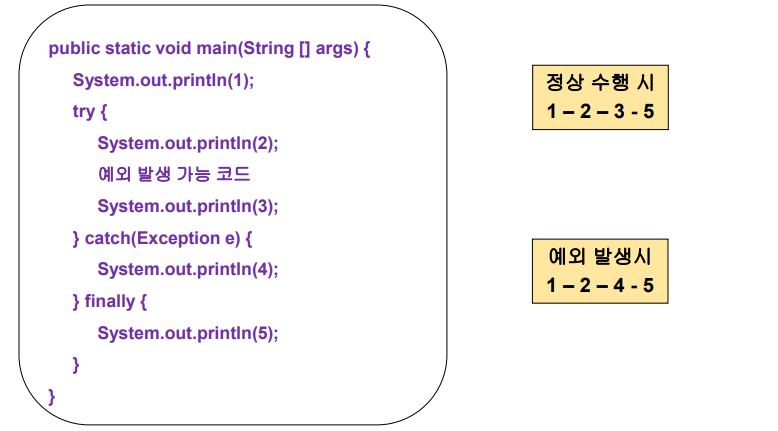 public static void main(String [] args) {
System.out.println(1);
try {
System.out.println(2);
예외 발생 가능 코드
System.out.println(3);
} catch(Exception e) {
System.out.println(4);
} finally {
System.out.println(5);
}
}
정상 수행 시
1 – 2 – 3 - 5
예외 발생시
1 – 2 – 4 - 5